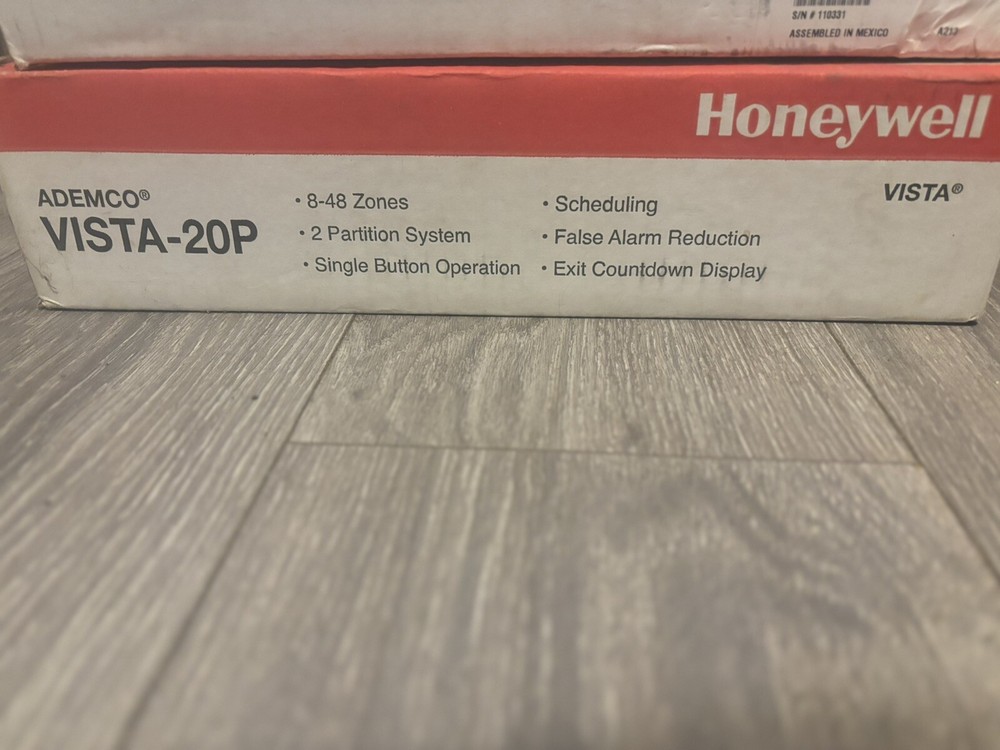 S/N # 110331
ASSEMBLED IN MEXICO
A213
Honeywell
ADEMCO®
VISTA-20P
• 8-48 Zones
• 2 Partition System
• Single Button Operation
• Scheduling
• False Alarm Reduction
• Exit Countdown Display
VISTA®